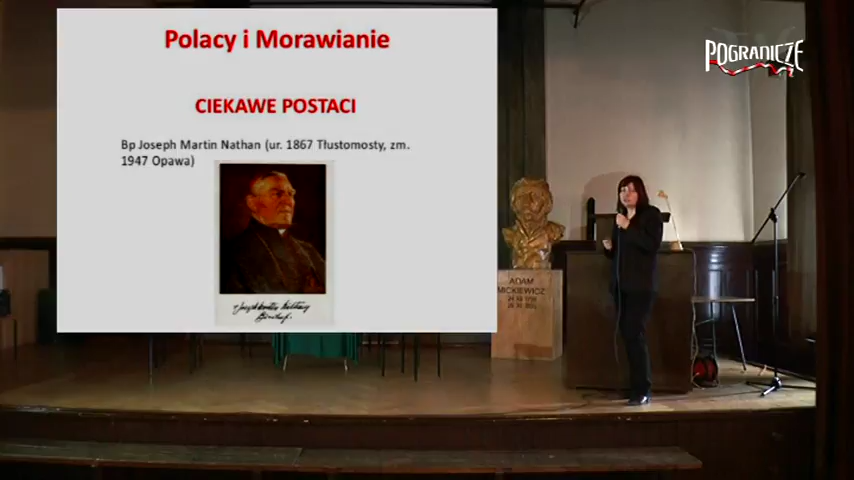 Polacy i Morawianie
CIEKAWE POSTACI
Bp Joseph Martin Nathan (ur. 1867 Tłustomosty, zm.
1947 Opawa)
POGRANICZE
ADAM
MICKIEWICZ